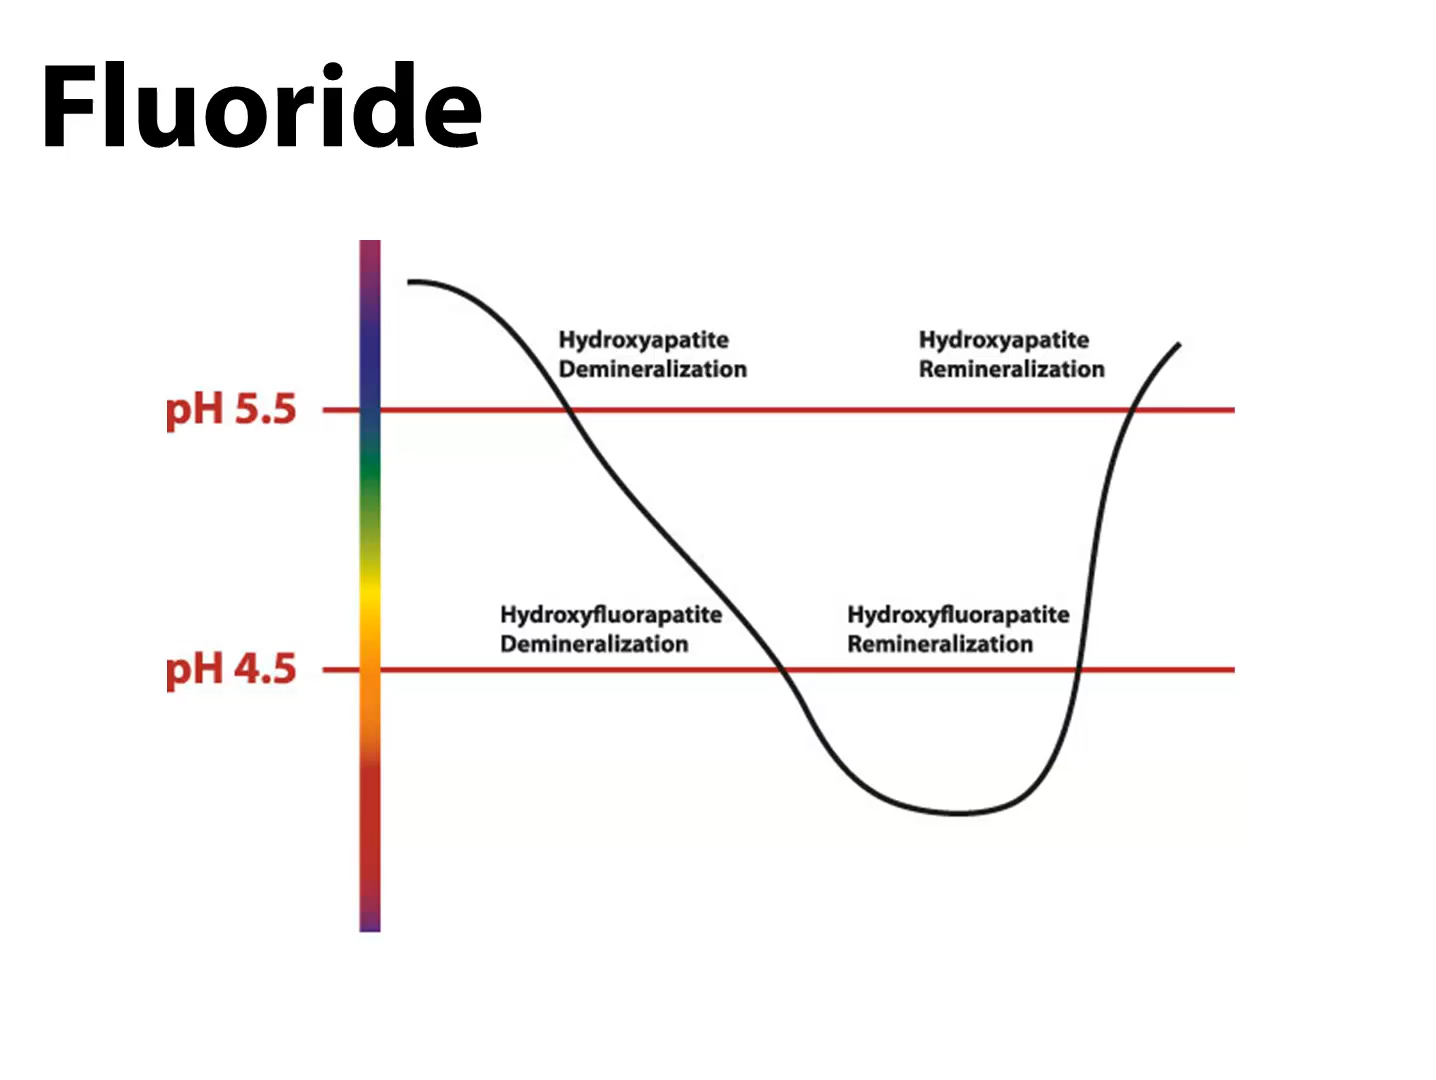 Fluoride
Hydroxyapatite
Demineralization
Hydroxyapatite
Remineralization
pH 5.5
Hydroxyfluorapatite
Demineralization
Hydroxyfluorapatite
Remineralization
pH 4.5